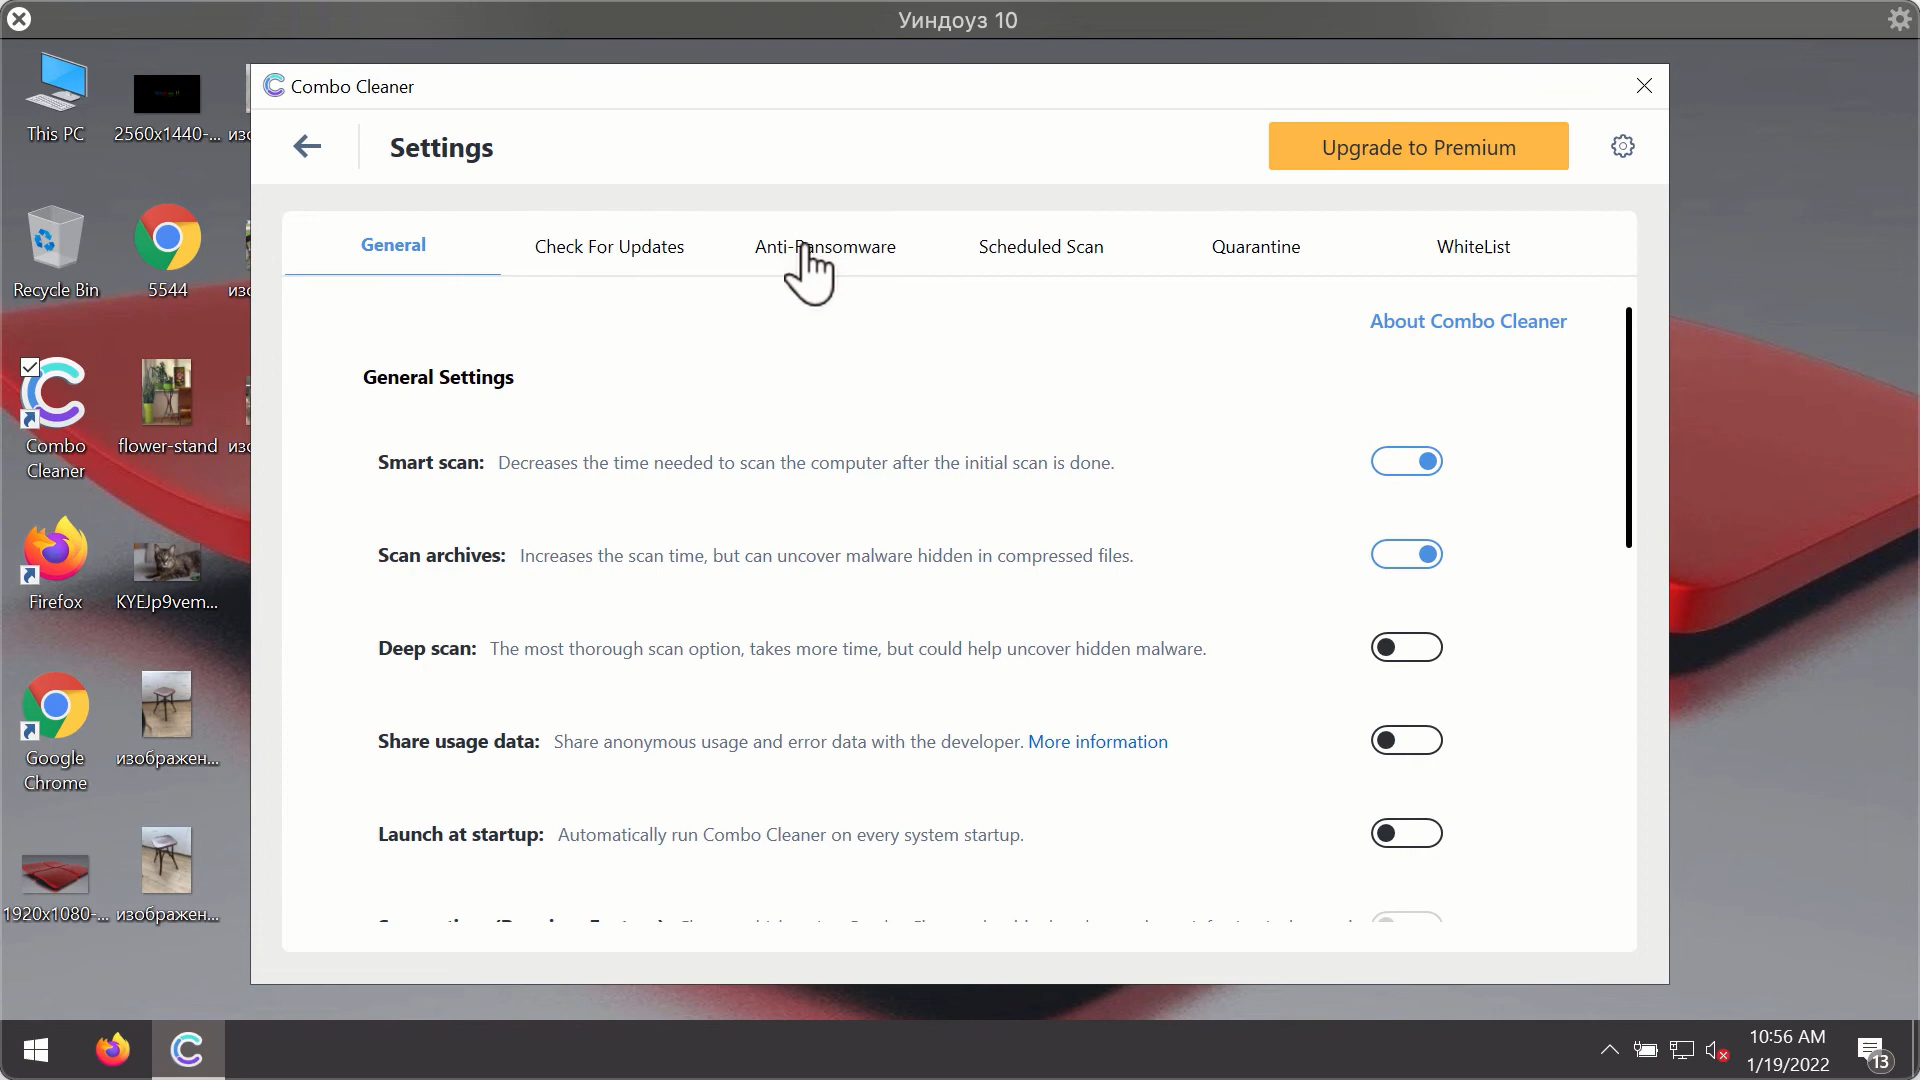 Уиндоуз 10
This PC
2560x1440-...
Combo Cleaner
Settings
Upgrade to Premium
Recycle Bin
5544
General
Check For Updates
Anti-Ransomware
Scheduled Scan
Quarantine
WhiteList
About Combo Cleaner
General Settings
Combo
Cleaner
flower-stand
Smart scan: Decreases the time needed to scan the computer after the initial scan is done.
Scan archives: Increases the scan time, but can uncover malware hidden in compressed files.
Firefox
KYEJp9vem...
Deep scan: The most thorough scan option, takes more time, but could help uncover hidden malware.
Share usage data: Share anonymous usage and error data with the developer. More information
Google
Chrome
изображен...
Launch at startup: Automatically run Combo Cleaner on every system startup.
1920x1080-...
изображен...
10:56 AM
1/19/2022
13